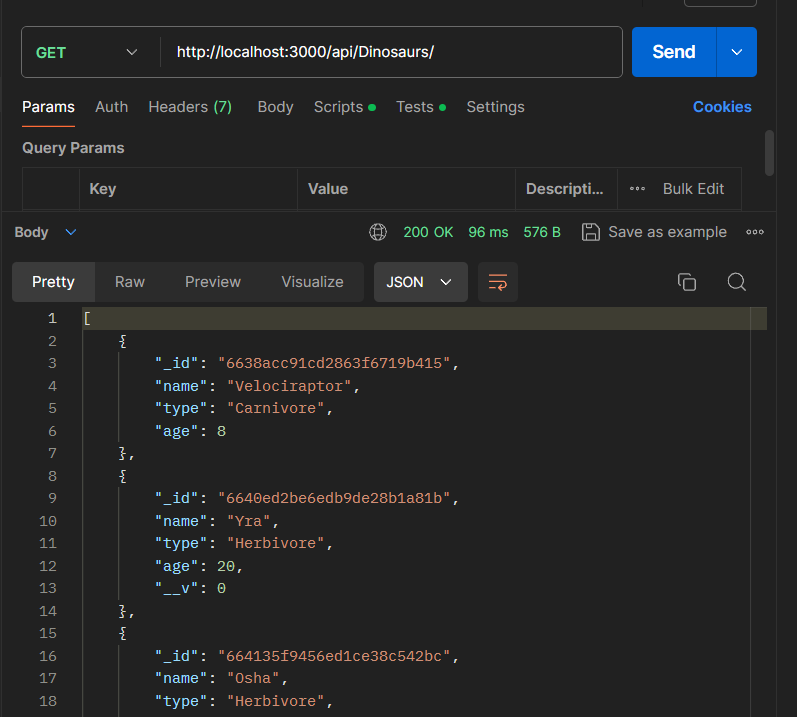 GET http://localhost:3000/api/Dinosaurs/ Send
Params Auth Headers (7) Body Scripts Tests Settings Cookies
Query Params
Key Value Descripti... Bulk Edit
Body 200 OK 96 ms 576 B Save as example
Pretty Raw Preview Visualize JSON
1 [
2 {
3 "_id": "6638acc91cd2863f6719b415",
4 "name": "Velociraptor",
5 "type": "Carnivore",
6 "age": 8
7 },
8 {
9 "_id": "6640ed2be6edb9de28b1a81b",
10 "name": "Yra",
11 "type": "Herbivore",
12 "age": 20,
13 "__v": 0
14 },
15 {
16 "_id": "664135f9456ed1ce38c542bc",
17 "name": "Osha",
18 "type": "Herbivore",